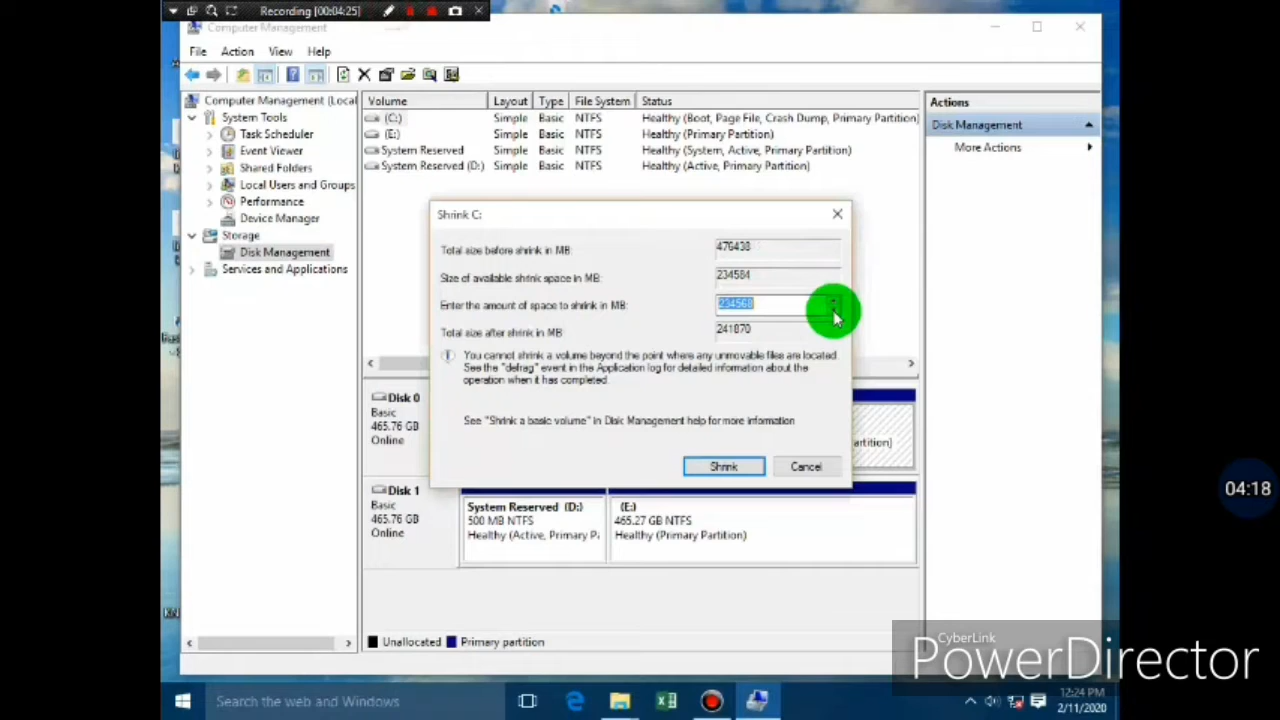 Recording [00:04:25]
Computer Management
File Action View Help
Computer Management (Local
System Tools
Task Scheduler
Event Viewer
Shared Folders
Local Users and Groups
Performance
Device Manager
Storage
Disk Management
Services and Applications
Volume Layout Type File System Status
(C:) Simple Basic NTFS Healthy (Boot, Page File, Crash Dump, Primary Partition)
(E:) Simple Basic NTFS Healthy (Primary Partition)
System Reserved Simple Basic NTFS Healthy (System, Active, Primary Partition)
System Reserved (D:) Simple Basic NTFS Healthy (Active, Primary Partition)
Actions
Disk Management
More Actions
Shrink C:
Total size before shrink in MB: 476438
Size of available shrink space in MB: 234584
Enter the amount of space to shrink in MB: 234568
Total size after shrink in MB: 241870
You cannot shrink a volume beyond the point where any unmovable files are located.
See the "defrag" event in the Application log for detailed information about the
operation when it has completed.
See "Shrink a basic volume" in Disk Management help for more information
Shrink Cancel
Disk 0
Basic
465.76 GB
Online
artition)
Disk 1
Basic
465.76 GB
Online
System Reserved (D:)
500 MB NTFS
Healthy (Active, Primary Pa
(E:)
465.27 GB NTFS
Healthy (Primary Partition)
Unallocated Primary partition
04:18
CyberLink
PowerDirector
Search the web and Windows
12:24 PM
2/11/2020